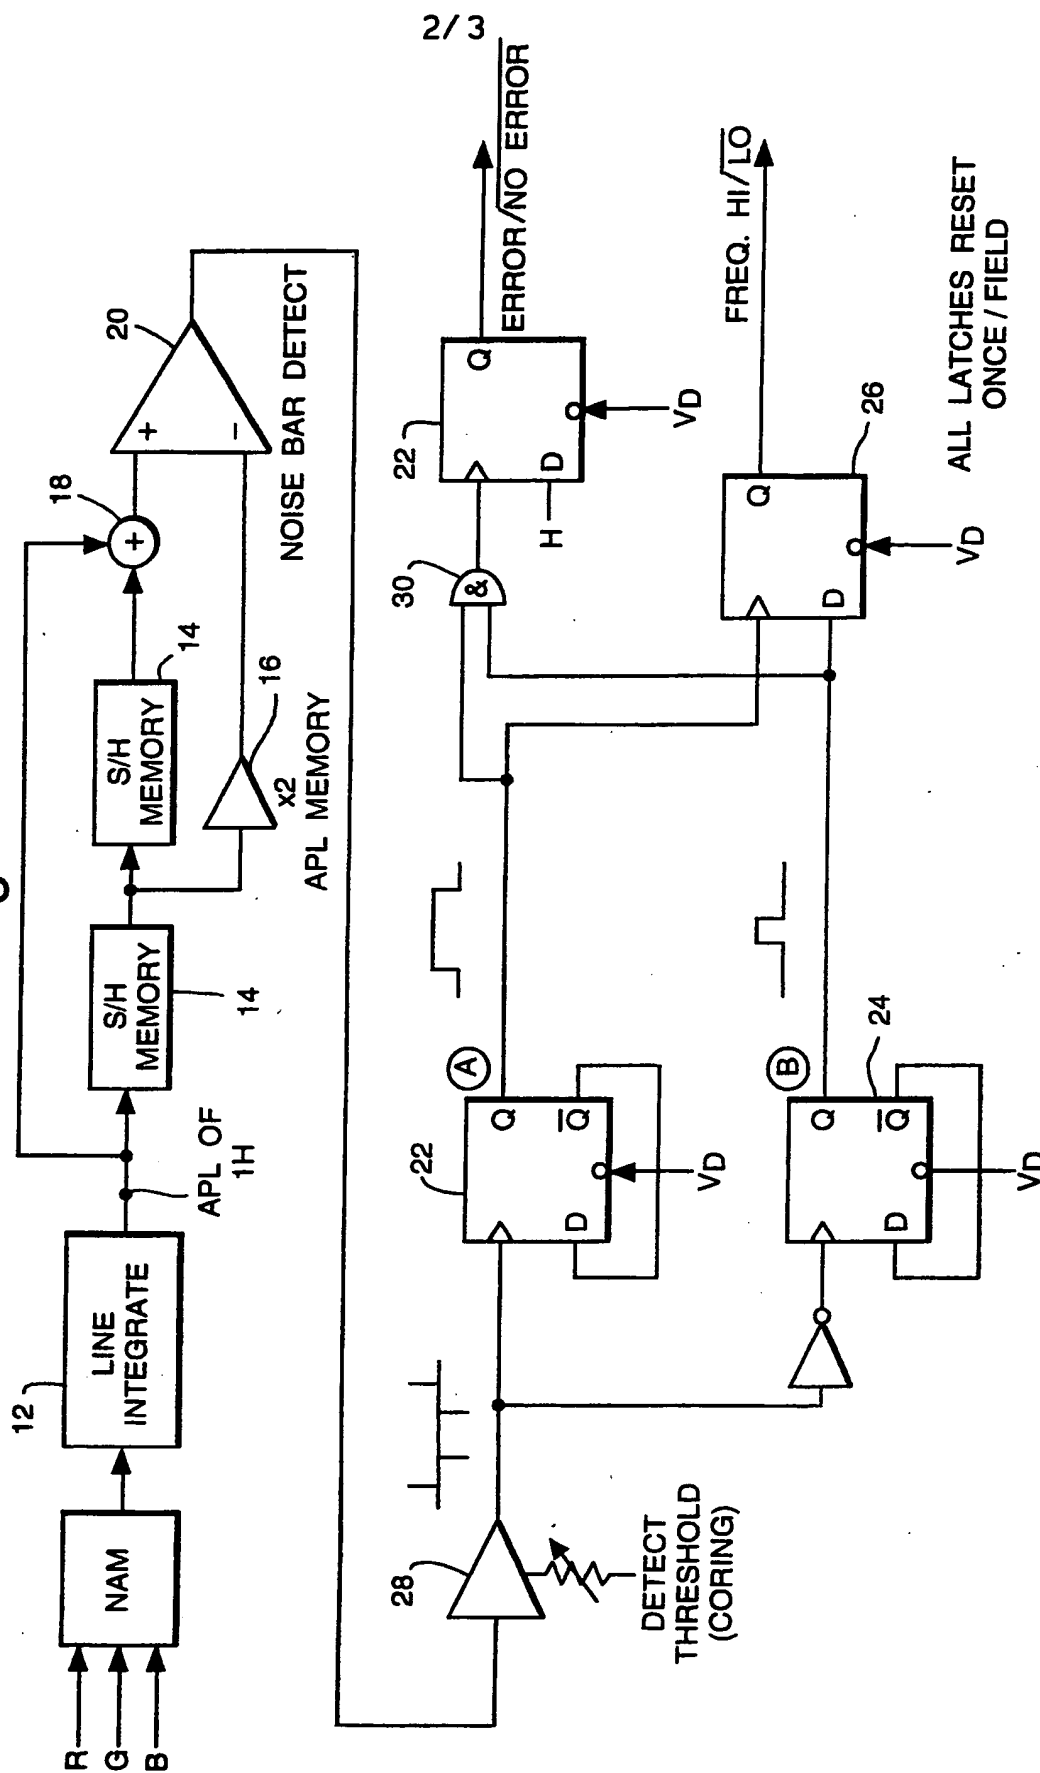 2/3
R
G
B
NAM
12
LINE
INTEGRATE
APL OF
1H
S/H
MEMORY
14
S/H
MEMORY
14
16
x2
APL MEMORY
18
+
+
−
20
NOISE BAR DETECT
28
DETECT
THRESHOLD
(CORING)
22
Q
D
Q
VD
A
B
24
Q
D
Q
VD
30
&
H
22
Q
D
VD
ERROR/NO ERROR
26
Q
D
VD
FREQ. HI/LO
ALL LATCHES RESET
ONCE / FIELD